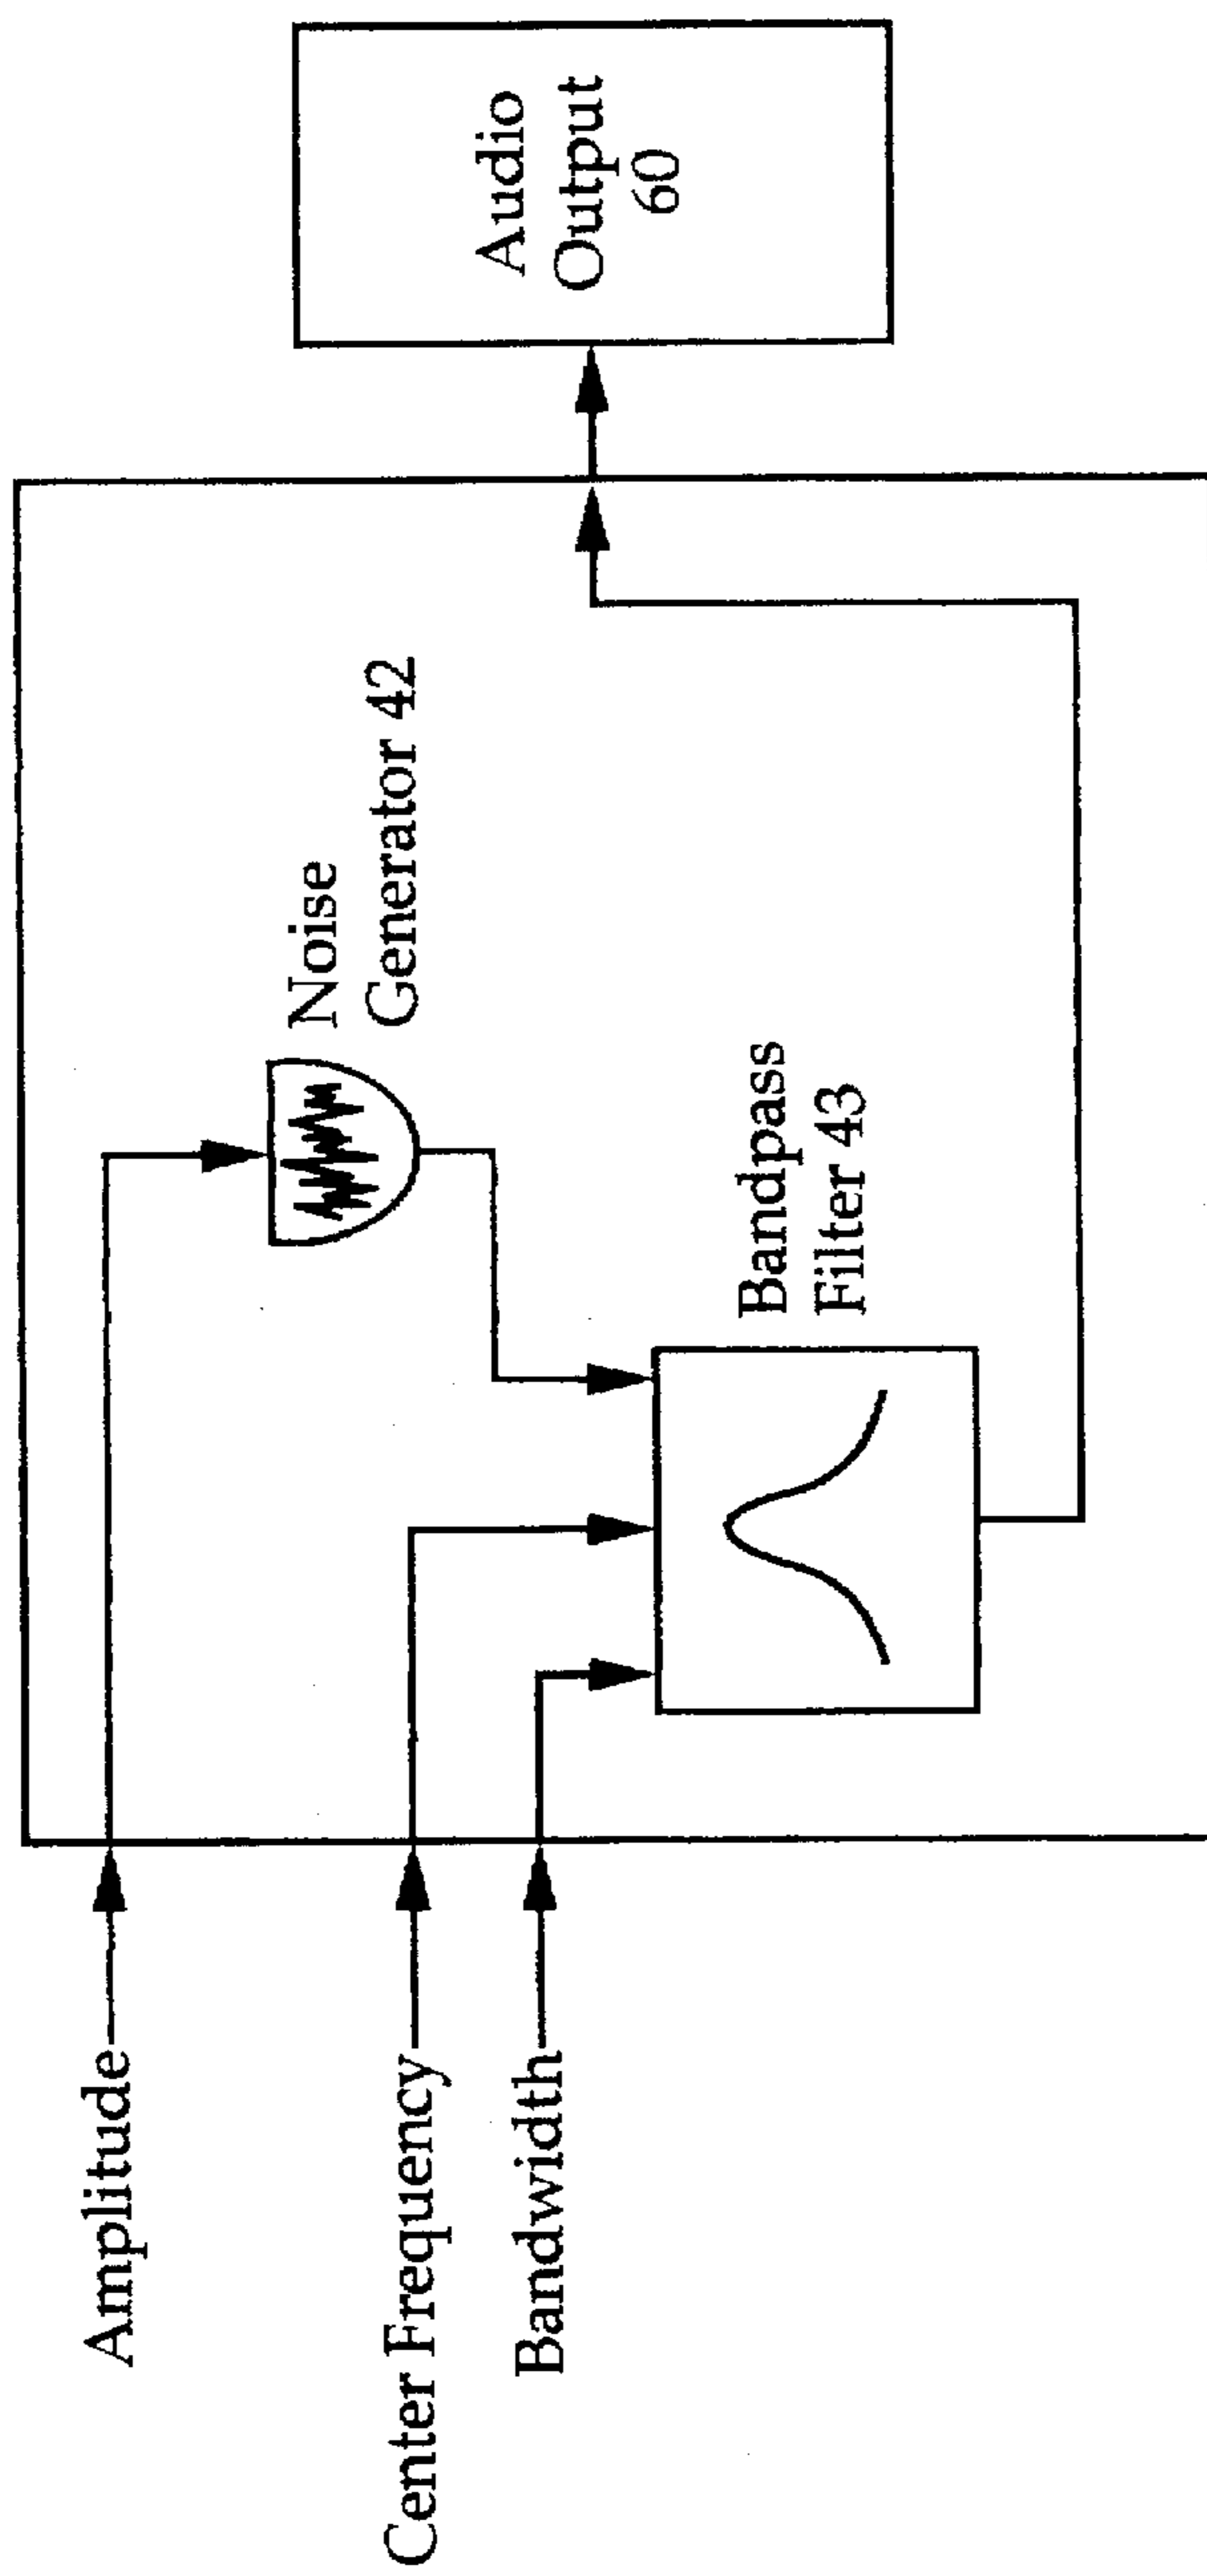 Amplitude
Center Frequency
Bandwidth
Noise
Generator 42
Bandpass
Filter 43
Audio
Output
60